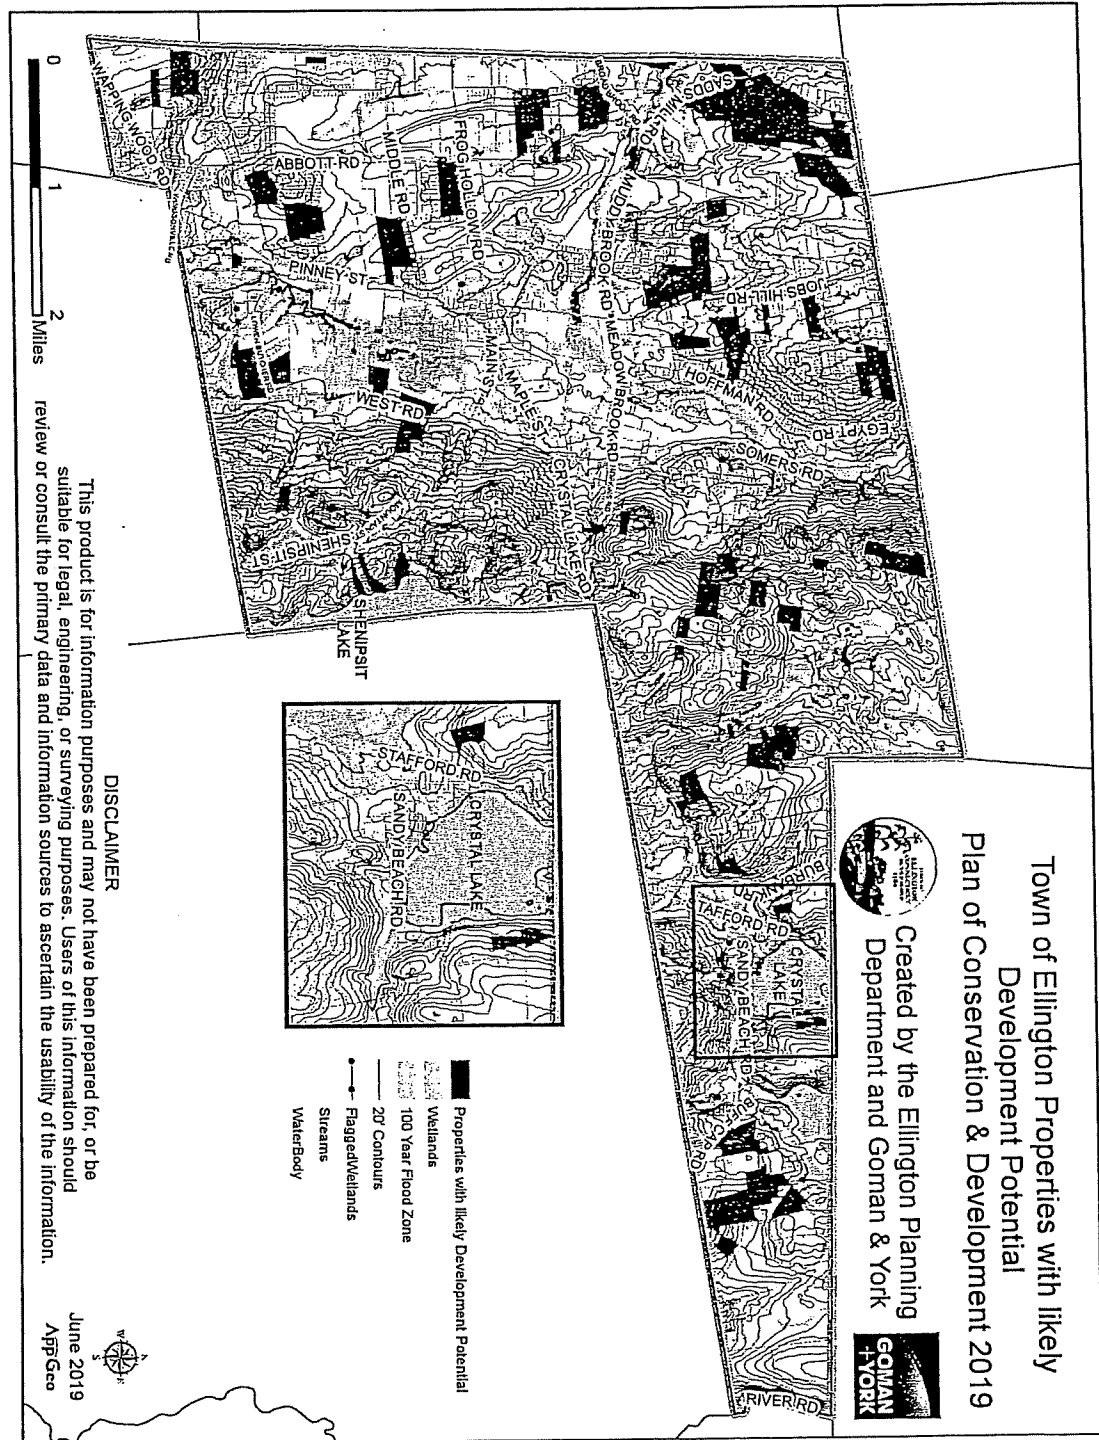 Town of Ellington Properties with likely
Development Potential
Plan of Conservation & Development 2019
Created by the Ellington Planning
Department and Goman & York
GOMAN
+YORK
WAPPING WOOD RD
ABBOTT RD
MIDDLE RD
FROG HOLLOW RD
PINNEY ST
MUDDY BROOK RD
JOBS HILL RD
MAIN ST
MAPLE ST
MEADOW BROOK RD
HOFFMAN RD
EGYPT RD
WEST RD
SOMERS RD
CRYSTAL LAKE RD
SHENIPSIT ST
SHENIPSIT
LAKE
TAFFORD RD
CRYSTAL
LAKE
SANDY BEACH RD
RIVER RD
STAFFORD RD
CRYSTAL LAKE
SANDY BEACH RD
Properties with likely Development Potential
Wetlands
100 Year Flood Zone
20' Contours
FlaggedWetlands
Streams
WaterBody
0 1 2
Miles
DISCLAIMER
This product is for information purposes and may not have been prepared for, or be
suitable for legal, engineering, or surveying purposes. Users of this information should
review or consult the primary data and information sources to ascertain the usability of the information.
N
W
E
S
June 2019
AppGeo